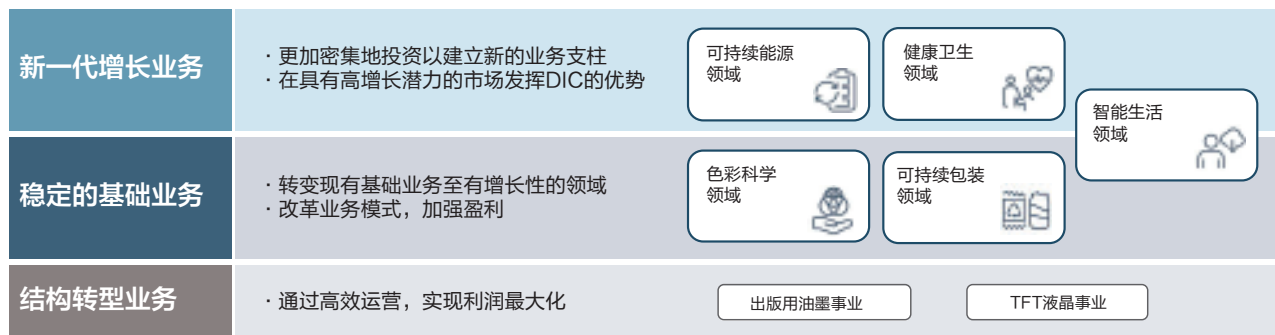 新一代增长业务
·更加密集地投资以建立新的业务支柱
·在具有高增长潜力的市场发挥DIC的优势
可持续能源
领域
健康卫生
领域
智能生活
领域
稳定的基础业务
·转变现有基础业务至有增长性的领域
·改革业务模式，加强盈利
色彩科学
领域
可持续包装
领域
结构转型业务
·通过高效运营，实现利润最大化
出版用油墨事业
TFT液晶事业